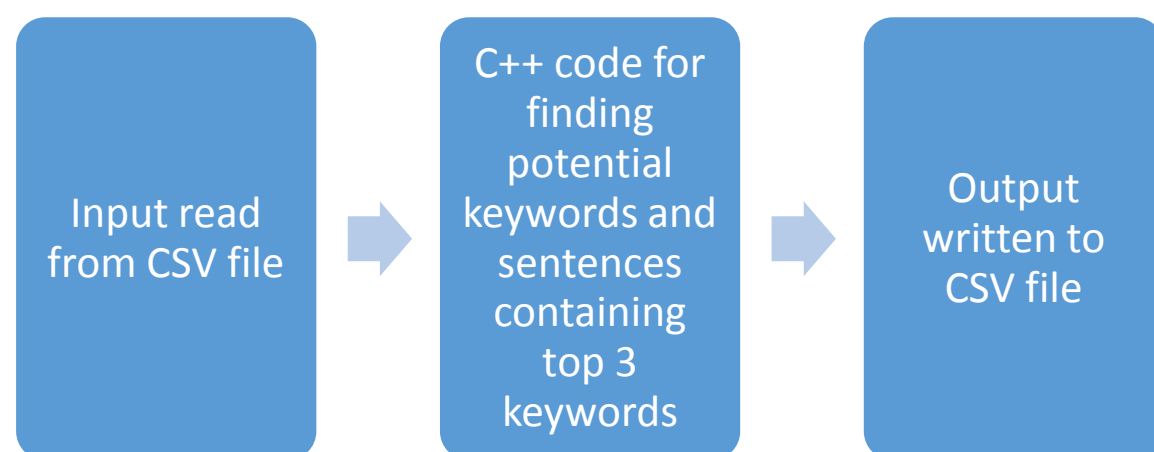 Input read
from CSV file
C++ code for
finding
potential
keywords and
sentences
containing
top 3
keywords
Output
written to
CSV file